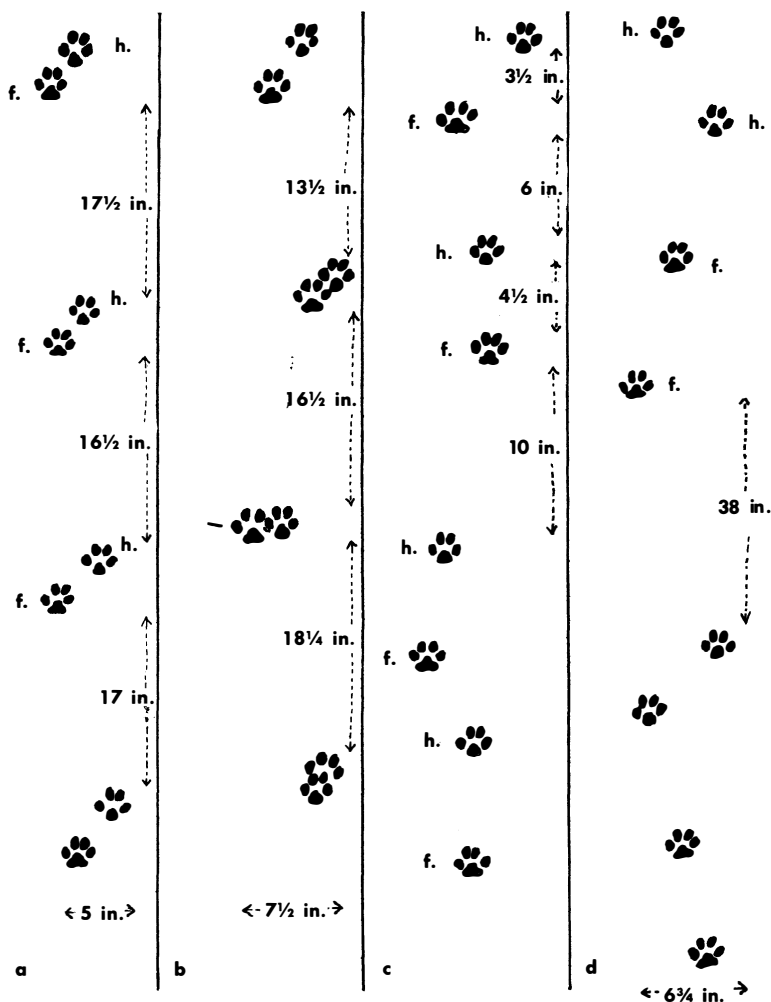 h.
f.
17½ in.
h.
f.
16½ in.
h.
f.
17 in.
5 in.
a
13½ in.
16½ in.
18¼ in.
7½ in.
b
h.
3½ in.
f.
6 in.
h.
4½ in.
f.
10 in.
h.
f.
h.
f.
c
h.
h.
f.
f.
38 in.
d
6¾ in.